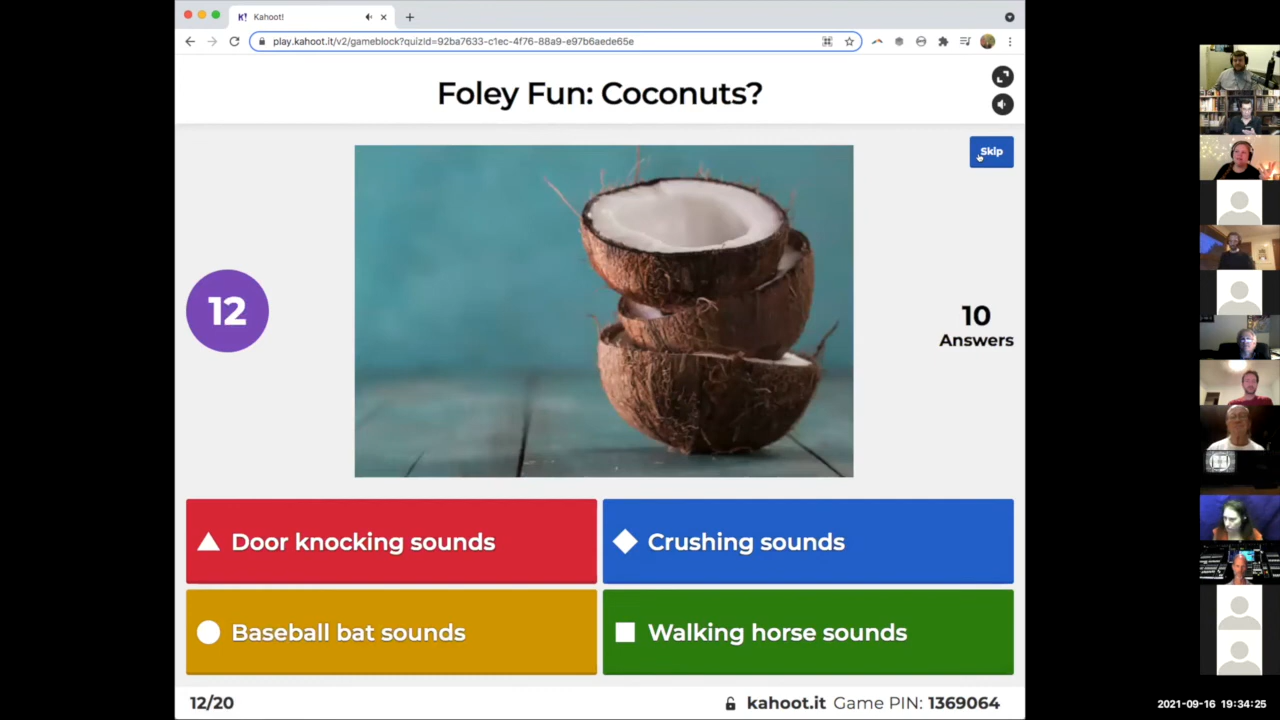 K! Kahoot!
play.kahoot.it/v2/gameblock?quizId=92ba7633-c1ec-4f76-88a9-e97b6aede65e
Foley Fun: Coconuts?
Skip
12
10
Answers
Door knocking sounds
Crushing sounds
Baseball bat sounds
Walking horse sounds
12/20
kahoot.it Game PIN: 1369064
2021-09-16 19:34:25